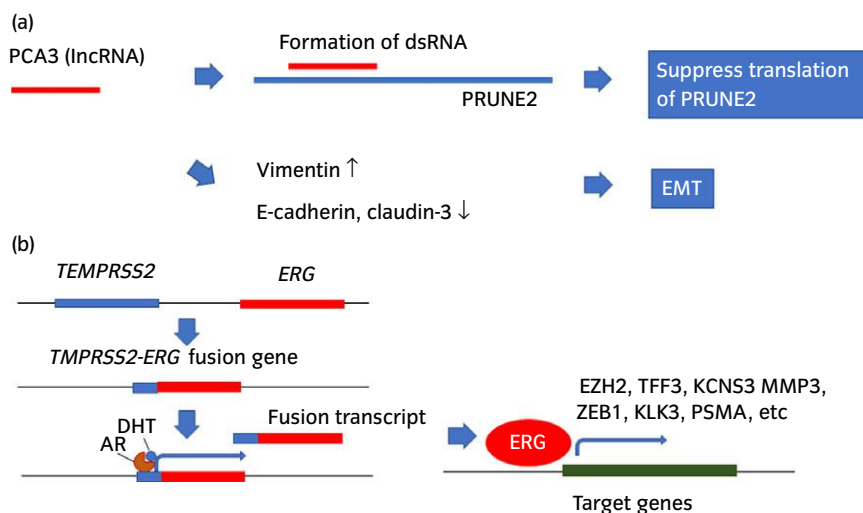 (a)
PCA3 (lncRNA)
Formation of dsRNA
PRUNE2
Suppress translation
of PRUNE2
Vimentin ↑
E-cadherin, claudin-3 ↓
EMT
(b)
TEMPRSS2
ERG
TMPRSS2-ERG fusion gene
Fusion transcript
DHT
AR
EZH2, TFF3, KCNS3 MMP3,
ZEB1, KLK3, PSMA, etc
ERG
Target genes